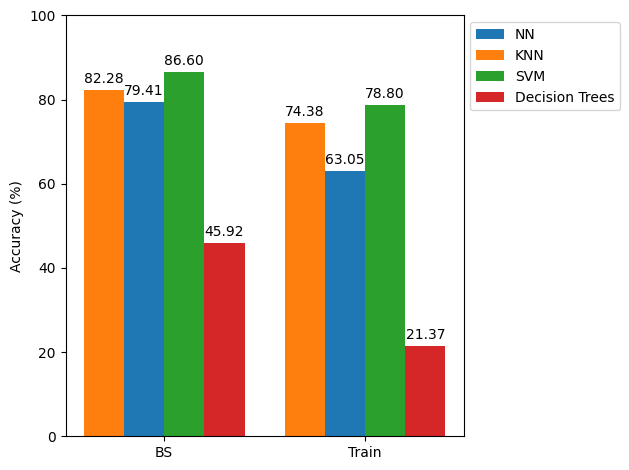 100
80
60
40
20
0
Accuracy (%)
82.28
79.41
86.60
45.92
74.38
63.05
78.80
21.37
BS
Train
NN
KNN
SVM
Decision Trees